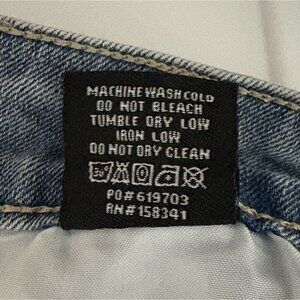 MACHINE WASH COLD
DO NOT BLEACH
TUMBLE DRY LOW
IRON LOW
DO NOT DRY CLEAN
30
PO# 619703
RN# 158341